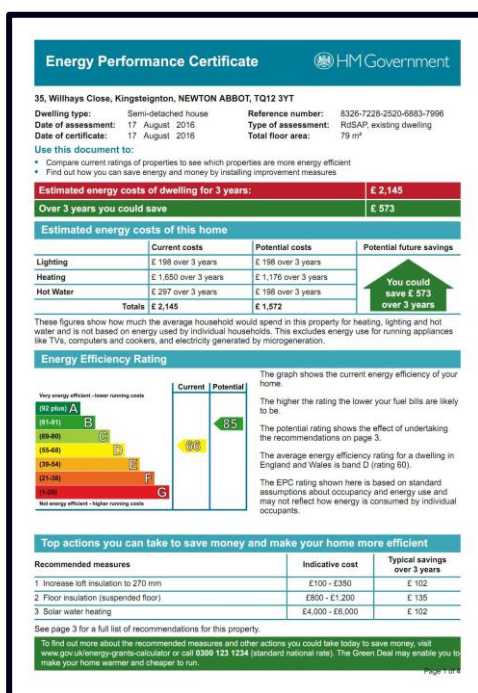 Energy Performance Certificate
HM Government
35, Willhays Close, Kingsteignton, NEWTON ABBOT, TQ12 3YT
Dwelling type: Semi-detached house Reference number: 8326-7228-2520-6883-7996
Date of assessment: 17 August 2016 Type of assessment: RdSAP, existing dwelling
Date of certificate: 17 August 2016 Total floor area: 79 m²
Use this document to:
• Compare current ratings of properties to see which properties are more energy efficient
• Find out how you can save energy and money by installing improvement measures
Estimated energy costs of dwelling for 3 years: £ 2,145
Over 3 years you could save £ 573
Estimated energy costs of this home
Current costs Potential costs Potential future savings
Lighting £ 198 over 3 years £ 198 over 3 years
Heating £ 1,650 over 3 years £ 1,176 over 3 years
Hot Water £ 297 over 3 years £ 198 over 3 years
Totals £ 2,145 £ 1,572
You could
save £ 573
over 3 years
These figures show how much the average household would spend in this property for heating, lighting and hot
water and is not based on energy used by individual households. This excludes energy use for running appliances
like TVs, computers and cookers, and electricity generated by microgeneration.
Energy Efficiency Rating
Current Potential
Very energy efficient - lower running costs
(92 plus) A
(81-91) B
(69-80) C
(55-68) D
(39-54) E
(21-38) F
(1-20) G
Not energy efficient - higher running costs
66
85
The graph shows the current energy efficiency of your
home.
The higher the rating the lower your fuel bills are likely
to be.
The potential rating shows the effect of undertaking
the recommendations on page 3.
The average energy efficiency rating for a dwelling in
England and Wales is band D (rating 60).
The EPC rating shown here is based on standard
assumptions about occupancy and energy use and
may not reflect how energy is consumed by individual
occupants.
Top actions you can take to save money and make your home more efficient
Recommended measures Indicative cost Typical savings
over 3 years
1 Increase loft insulation to 270 mm £100 - £350 £ 102
2 Floor insulation (suspended floor) £800 - £1,200 £ 135
3 Solar water heating £4,000 - £6,000 £ 102
See page 3 for a full list of recommendations for this property.
To find out more about the recommended measures and other actions you could take today to save money, visit
www.gov.uk/energy-grants-calculator or call 0300 123 1234 (standard national rate). The Green Deal may enable you to
make your home warmer and cheaper to run.
Page 1 of 4